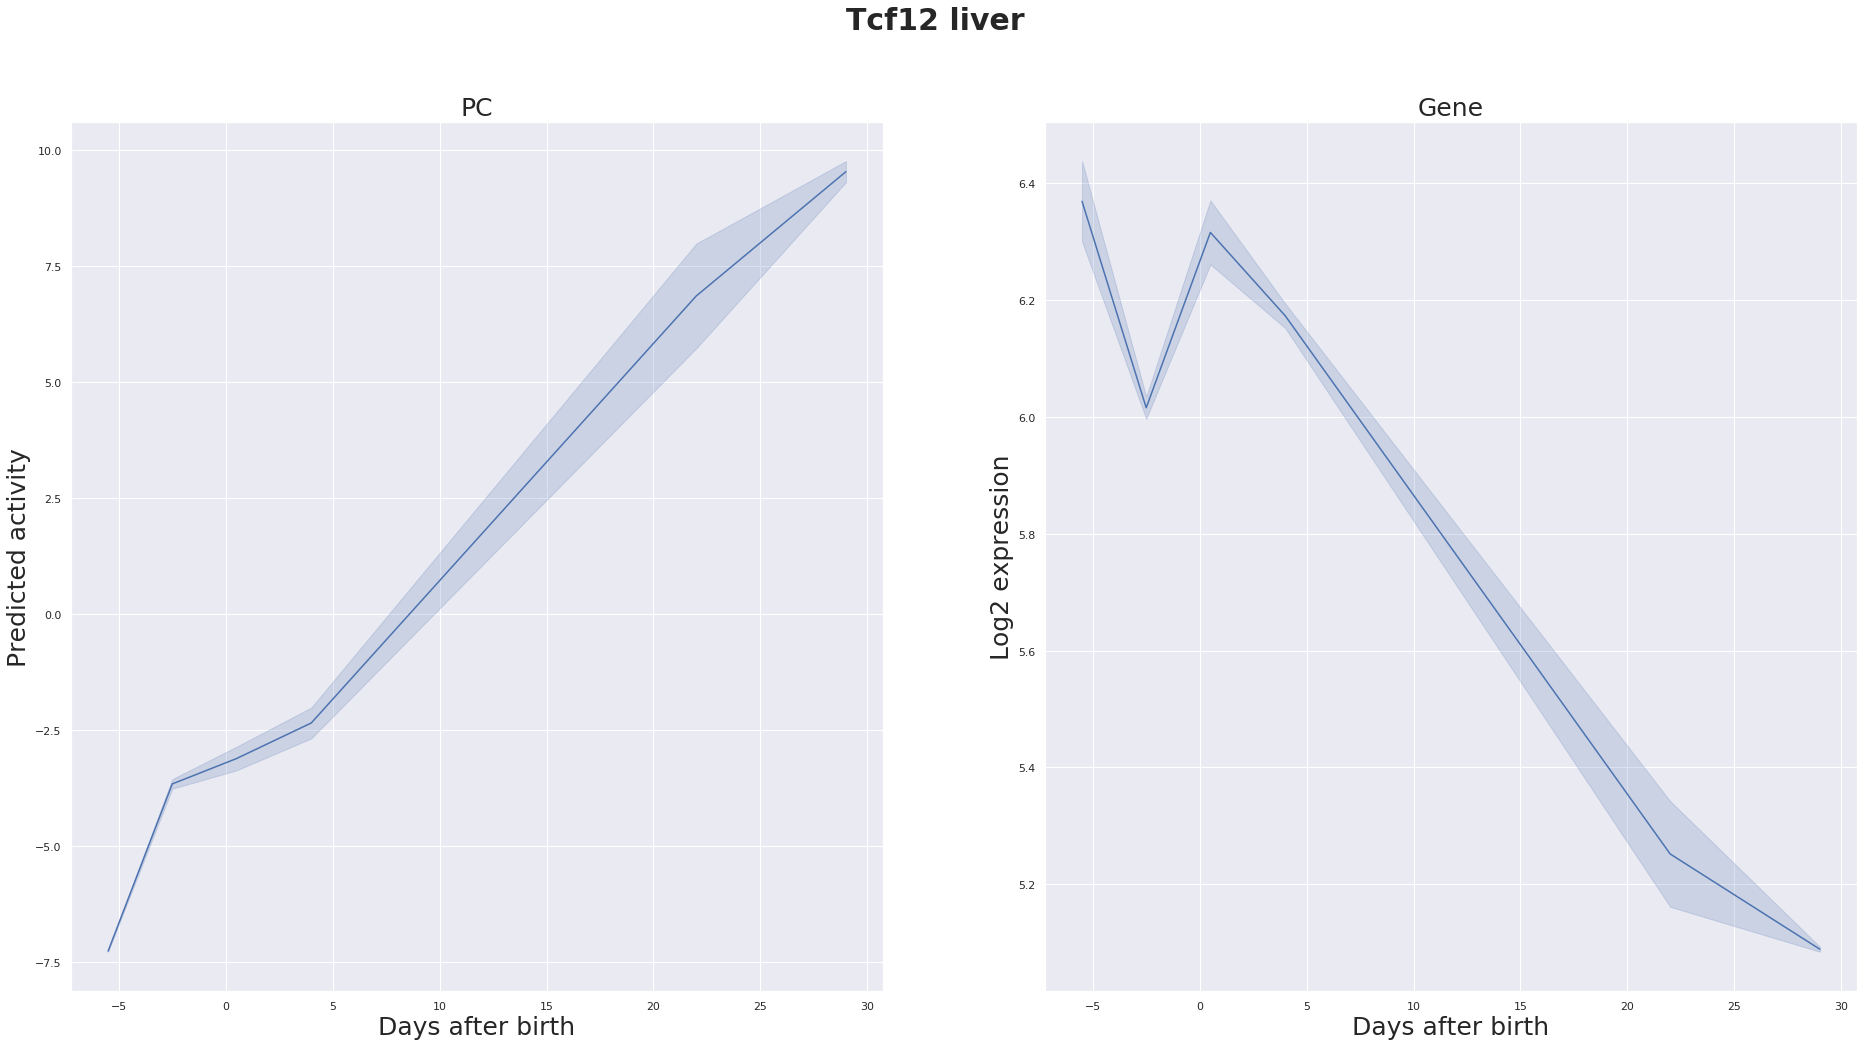 Tcf12 liver
PC
Predicted activity
10.0
7.5
5.0
2.5
0.0
−2.5
−5.0
−7.5
−5 0 5 10 15 20 25 30
Days after birth
Gene
Log2 expression
6.4
6.2
6.0
5.8
5.6
5.4
5.2
−5 0 5 10 15 20 25 30
Days after birth